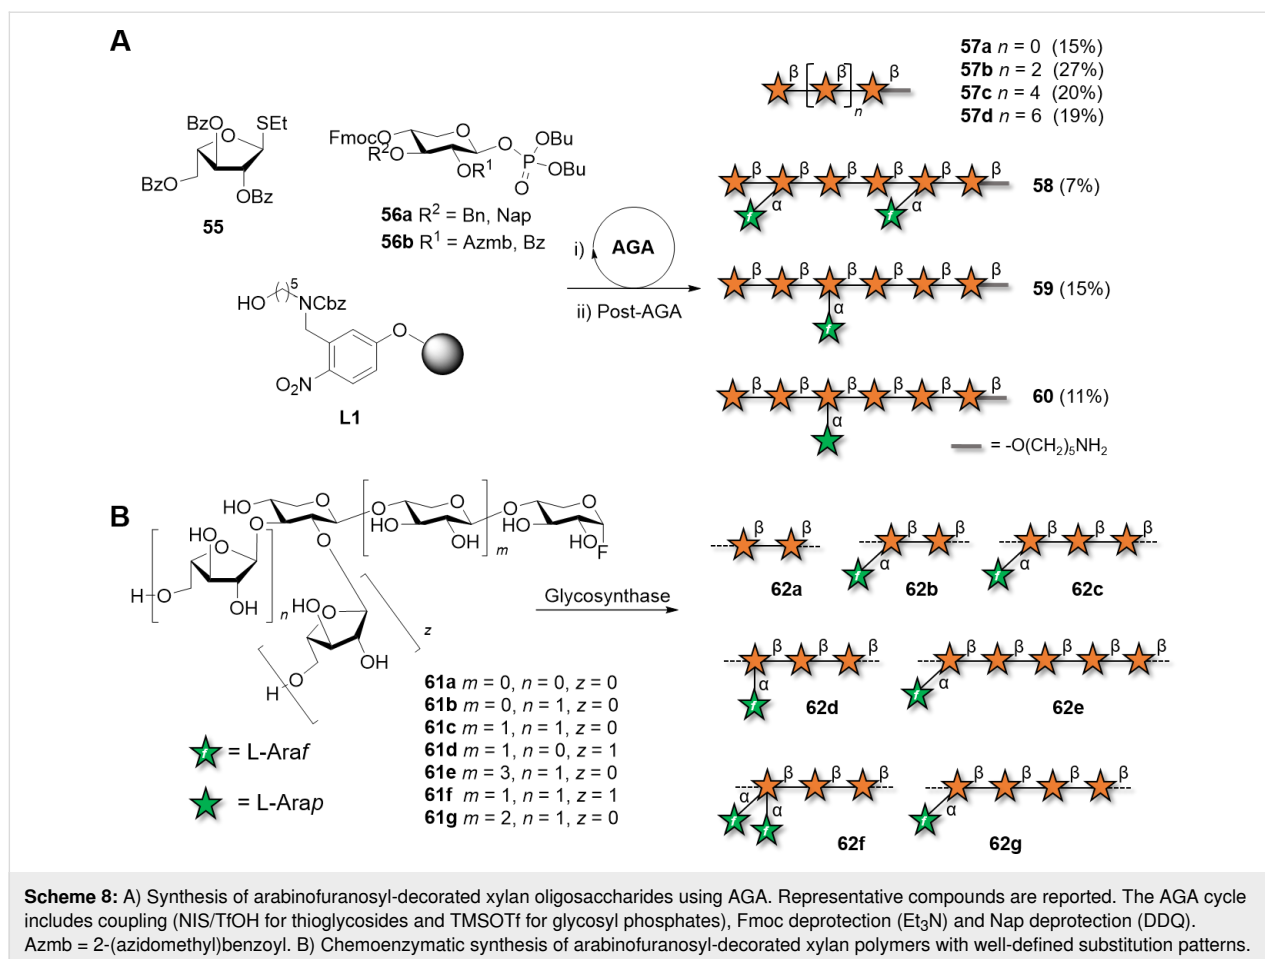 A
BzO
SEt
O
BzO
OBz
55
FmocO
R²O
O
OR¹
O
P
O
OBu
OBu
56a R² = Bn, Nap
56b R¹ = Azmb, Bz
HO
5
NCbz
O
O₂N
L1
i)
AGA
ii) Post-AGA
β β β
n
57a n = 0 (15%)
57b n = 2 (27%)
57c n = 4 (20%)
57d n = 6 (19%)
β β β β β β
α α
f f
58 (7%)
β β β β β β
α
f
59 (15%)
β β β β β β
α
60 (11%)
= -O(CH₂)₅NH₂
B
HO
O
O
O
O
HO
OH
m
O
O
HO
HO
F
HO
O
H
O
OH
n
HO
O
OH
O
H
z
Glycosynthase
61a m = 0, n = 0, z = 0
61b m = 0, n = 1, z = 0
61c m = 1, n = 1, z = 0
61d m = 1, n = 0, z = 1
61e m = 3, n = 1, z = 0
61f m = 1, n = 1, z = 1
61g m = 2, n = 1, z = 0
f = L-Araf
= L-Arap
β β
62a
β β
α
f
62b
β β β
α
f
62c
β β β
α
f
62d
β β β β β
α
f
62e
β β β
α α
f f
62f
β β β β
α
f
62g
Scheme 8: A) Synthesis of arabinofuranosyl-decorated xylan oligosaccharides using AGA. Representative compounds are reported. The AGA cycle
includes coupling (NIS/TfOH for thioglycosides and TMSOTf for glycosyl phosphates), Fmoc deprotection (Et₃N) and Nap deprotection (DDQ).
Azmb = 2-(azidomethyl)benzoyl. B) Chemoenzymatic synthesis of arabinofuranosyl-decorated xylan polymers with well-defined substitution patterns.